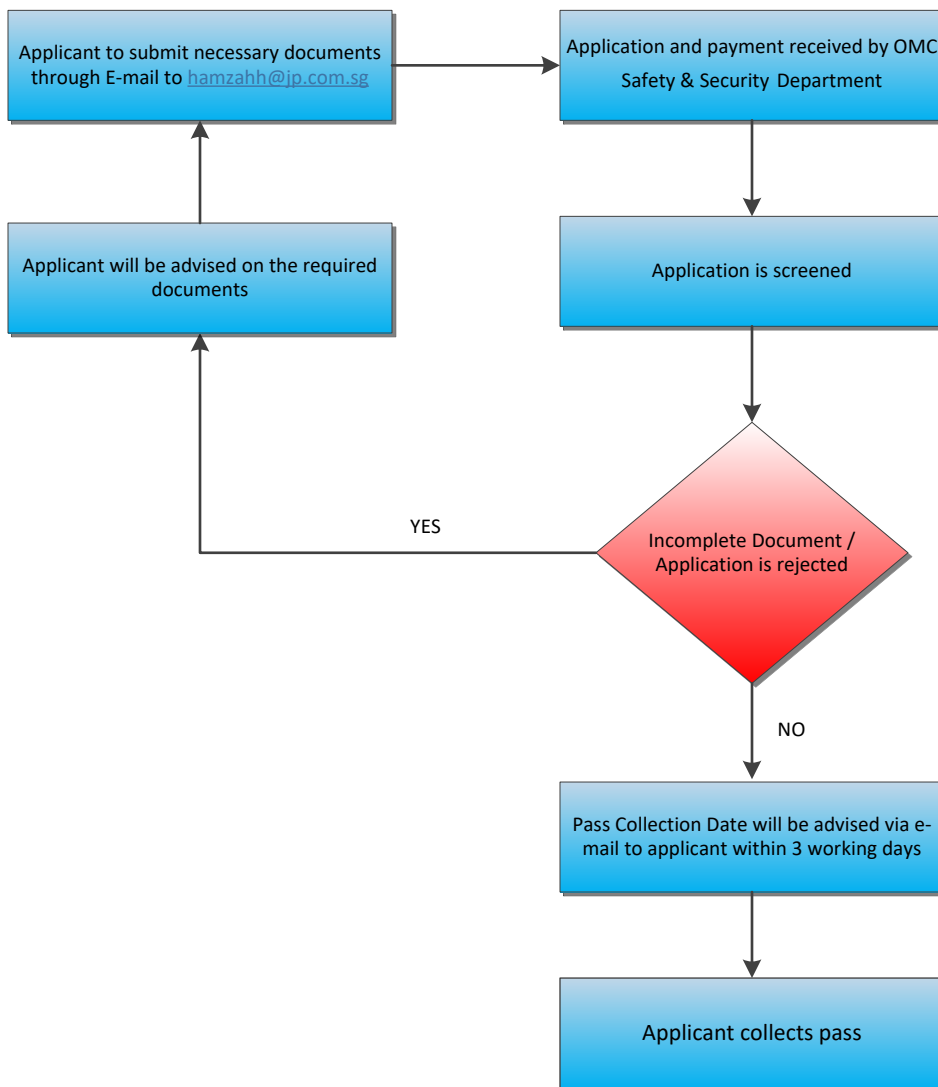 Applicant to submit necessary documents
through E-mail to hamzahh@jp.com.sg
Application and payment received by OMC
Safety & Security Department
Applicant will be advised on the required
documents
Application is screened
YES
Incomplete Document /
Application is rejected
NO
Pass Collection Date will be advised via e-
mail to applicant within 3 working days
Applicant collects pass